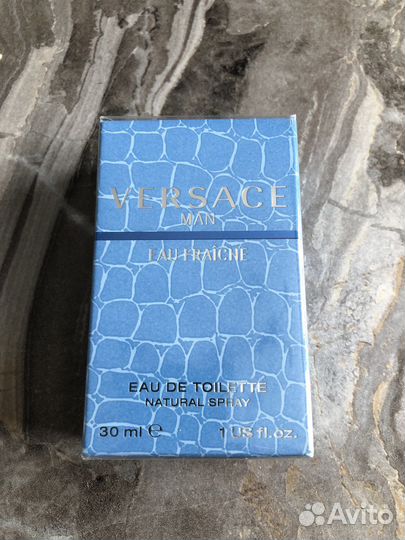 VERSACE
MAN
EAU FRAÎCHE
EAU DE TOILETTE
NATURAL SPRAY
30 ml ℮ 1 US fl.oz.
Avito